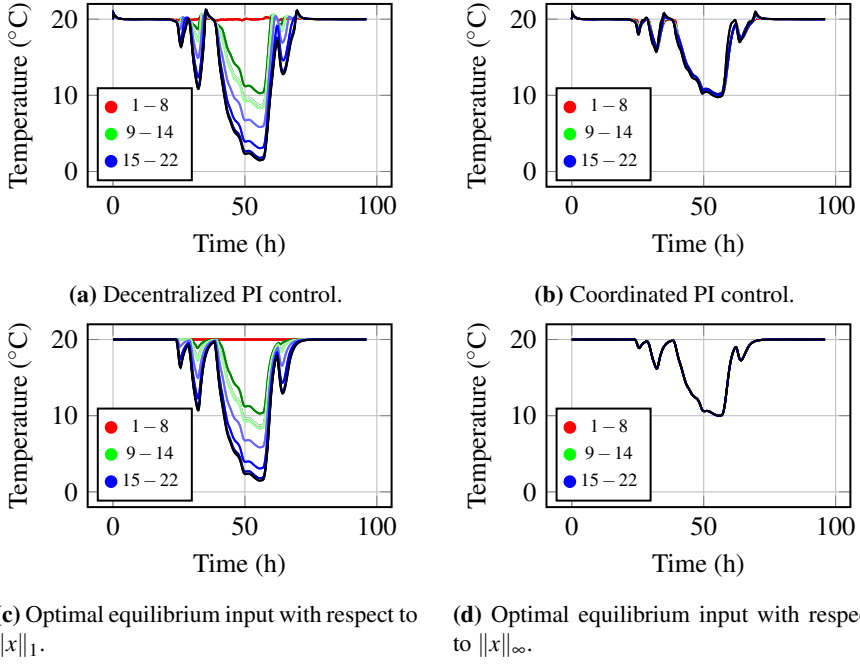 Temperature (°C)
20
10
0
1 – 8
9 – 14
15 – 22
0
50
100
Time (h)
(a) Decentralized PI control.
Temperature (°C)
20
10
0
1 – 8
9 – 14
15 – 22
0
50
100
Time (h)
(b) Coordinated PI control.
Temperature (°C)
20
10
0
1 – 8
9 – 14
15 – 22
0
50
100
Time (h)
(c) Optimal equilibrium input with respect to
‖x‖₁.
Temperature (°C)
20
10
0
1 – 8
9 – 14
15 – 22
0
50
100
Time (h)
(d) Optimal equilibrium input with respec
to ‖x‖∞.